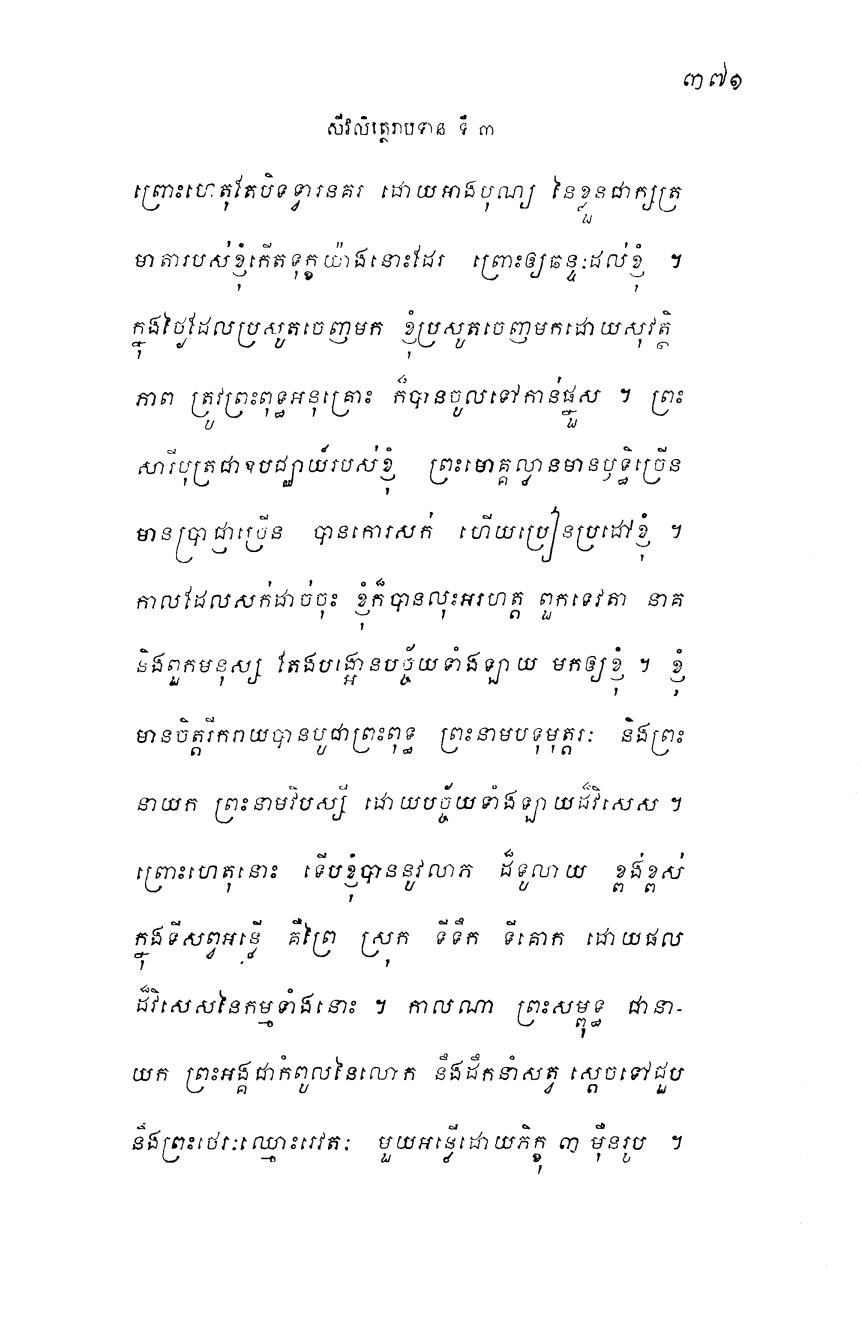 ៣៧១
សីវលិត្ថេរាបទាន ទី ៣
ព្រោះហេតុតែបិទទ្វារនគរ ដោយអាងបុណ្យ នៃខ្លួនជាក្សត្រ
មាតារបស់ខ្ញុំកើតទុក្ខយ៉ាងនោះដែរ ព្រោះឲ្យឆន្ទៈដល់ខ្ញុំ ។
ក្នុងថ្ងៃដែលប្រសូតចេញមក ខ្ញុំប្រសូតចេញមកដោយសុវត្ថិ
ភាព ត្រូវព្រះពុទ្ធអនុគ្រោះ ក៏បានចូលទៅកាន់ផ្នួស ។ ព្រះ
សារីបុត្រជាឧបជ្ឈាយ៍របស់ខ្ញុំ ព្រះមោគ្គល្លានមានឫទ្ធិច្រើន
មានប្រាជ្ញាច្រើន បានកោរសក់ ហើយប្រៀនប្រដៅខ្ញុំ ។
កាលដែលសក់ដាច់ចុះ ខ្ញុំក៏បានលុះអរហត្ត ពួកទេវតា នាគ
និងពួកមនុស្ស តែងបង្អោនបច្ច័យទាំងឡាយ មកឲ្យខ្ញុំ ។ ខ្ញុំ
មានចិត្តរីករាយបានបូជាព្រះពុទ្ធ ព្រះនាមបទុមុត្តរៈ និងព្រះ
នាយក ព្រះនាមវិបស្សី ដោយបច្ច័យទាំងឡាយដ៏វិសេស ។
ព្រោះហេតុនោះ ទើបខ្ញុំបាននូវលាភ ដ៏ទូលាយ ខ្ពង់ខ្ពស់
ក្នុងទីសព្វអន្លើ គឺព្រៃ ស្រុក ទីទឹក ទីគោក ដោយផល
ដ៏វិសេសនៃកម្មទាំងនោះ ។ កាលណា ព្រះសម្ពុទ្ធ ជានា-
យក ព្រះអង្គជាកំពូលនៃលោក នឹងដឹកនាំសត្វ ស្តេចទៅជួប
នឹងព្រះថេរៈឈ្មោះរេវតៈ មួយអន្លើដោយភិក្ខុ ៣ ម៉ឺនរូប ។